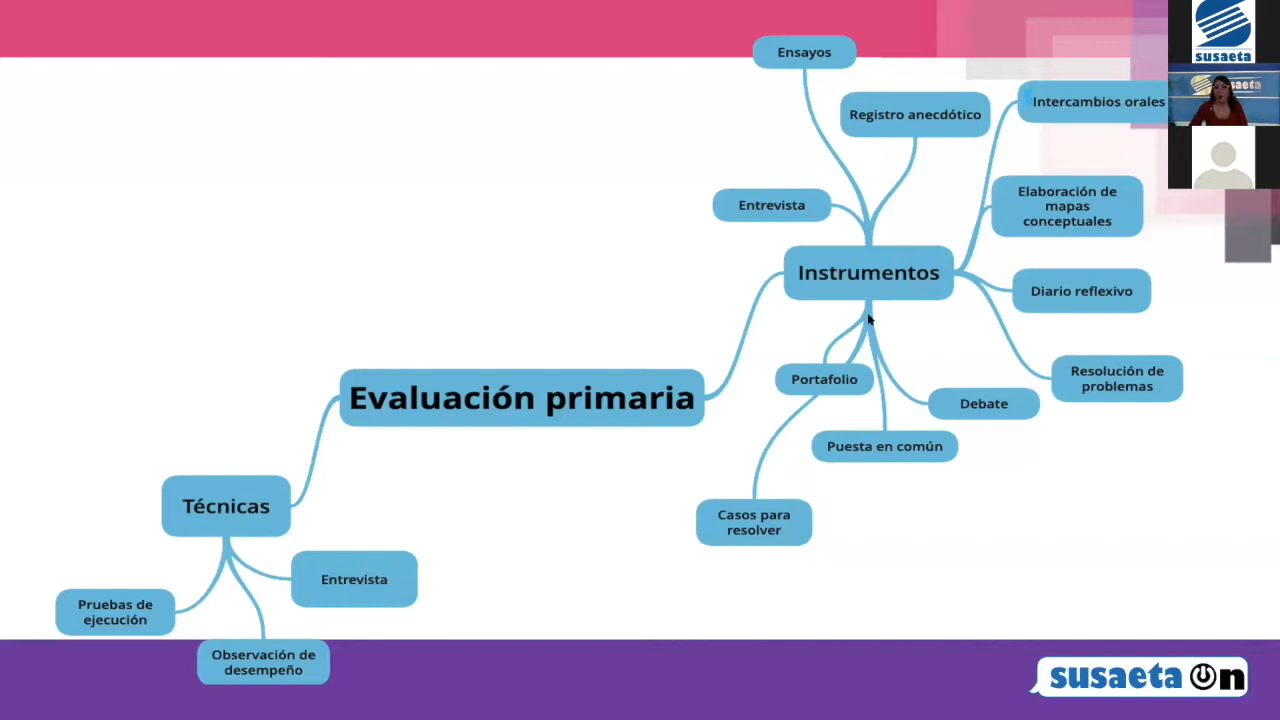 Ensayos
susaeta
susaeta
Registro anecdótico
Intercambios orales
Entrevista
Elaboración de
mapas
conceptuales
Instrumentos
Diario reflexivo
Portafolio
Resolución de
problemas
Debate
Evaluación primaria
Puesta en común
Técnicas
Casos para
resolver
Entrevista
Pruebas de
ejecución
Observación de
desempeño
susaeta On